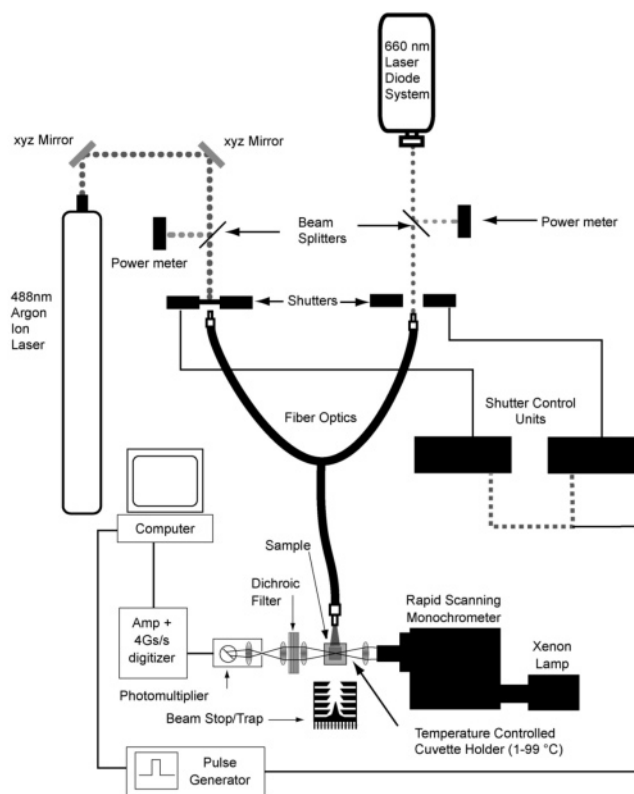 660 nm
Laser
Diode
System
xyz Mirror
xyz Mirror
Beam
Splitters
Power meter
Power meter
488nm
Argon
Ion
Laser
Shutters
Fiber Optics
Shutter Control
Units
Computer
Sample
Dichroic
Filter
Rapid Scanning
Monochrometer
Xenon
Lamp
Amp +
4Gs/s
digitizer
Photomultiplier
Beam Stop/Trap
Temperature Controlled
Cuvette Holder (1-99 °C)
Pulse
Generator